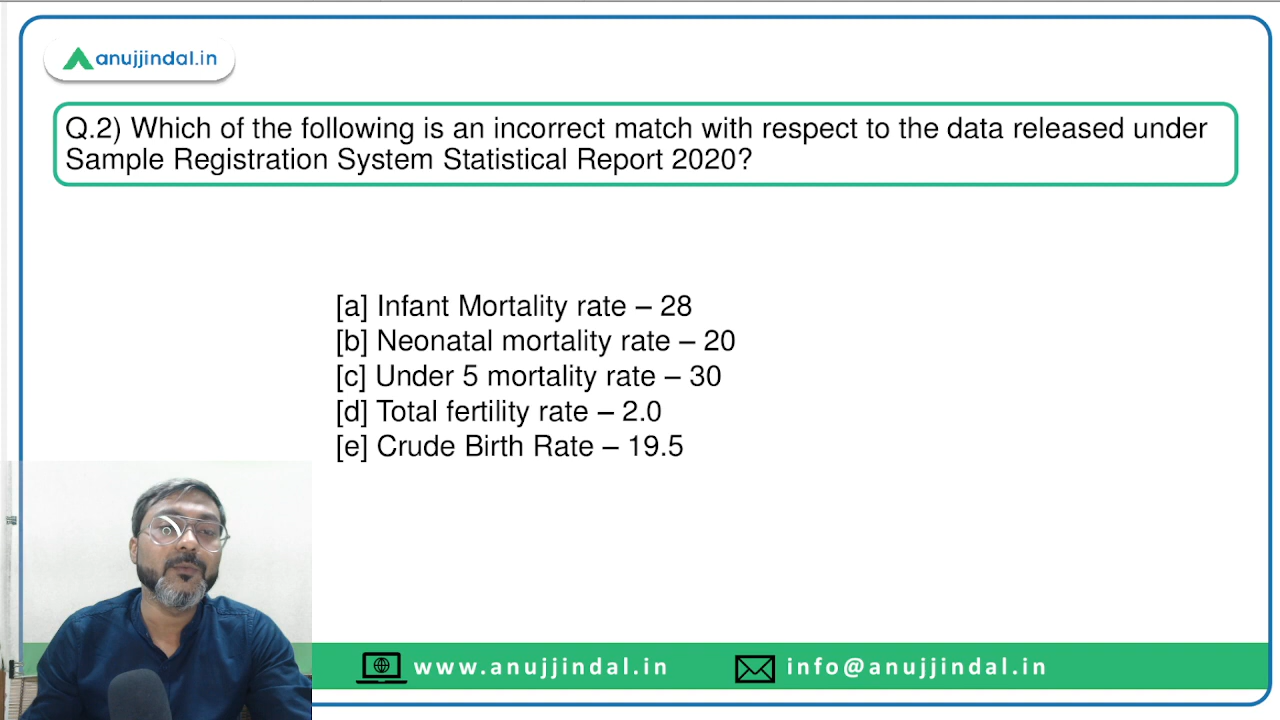 anujjindal.in
Q.2) Which of the following is an incorrect match with respect to the data released under
Sample Registration System Statistical Report 2020?
[a] Infant Mortality rate – 28
[b] Neonatal mortality rate – 20
[c] Under 5 mortality rate – 30
[d] Total fertility rate – 2.0
[e] Crude Birth Rate – 19.5
www.anujjindal.in info@anujjindal.in